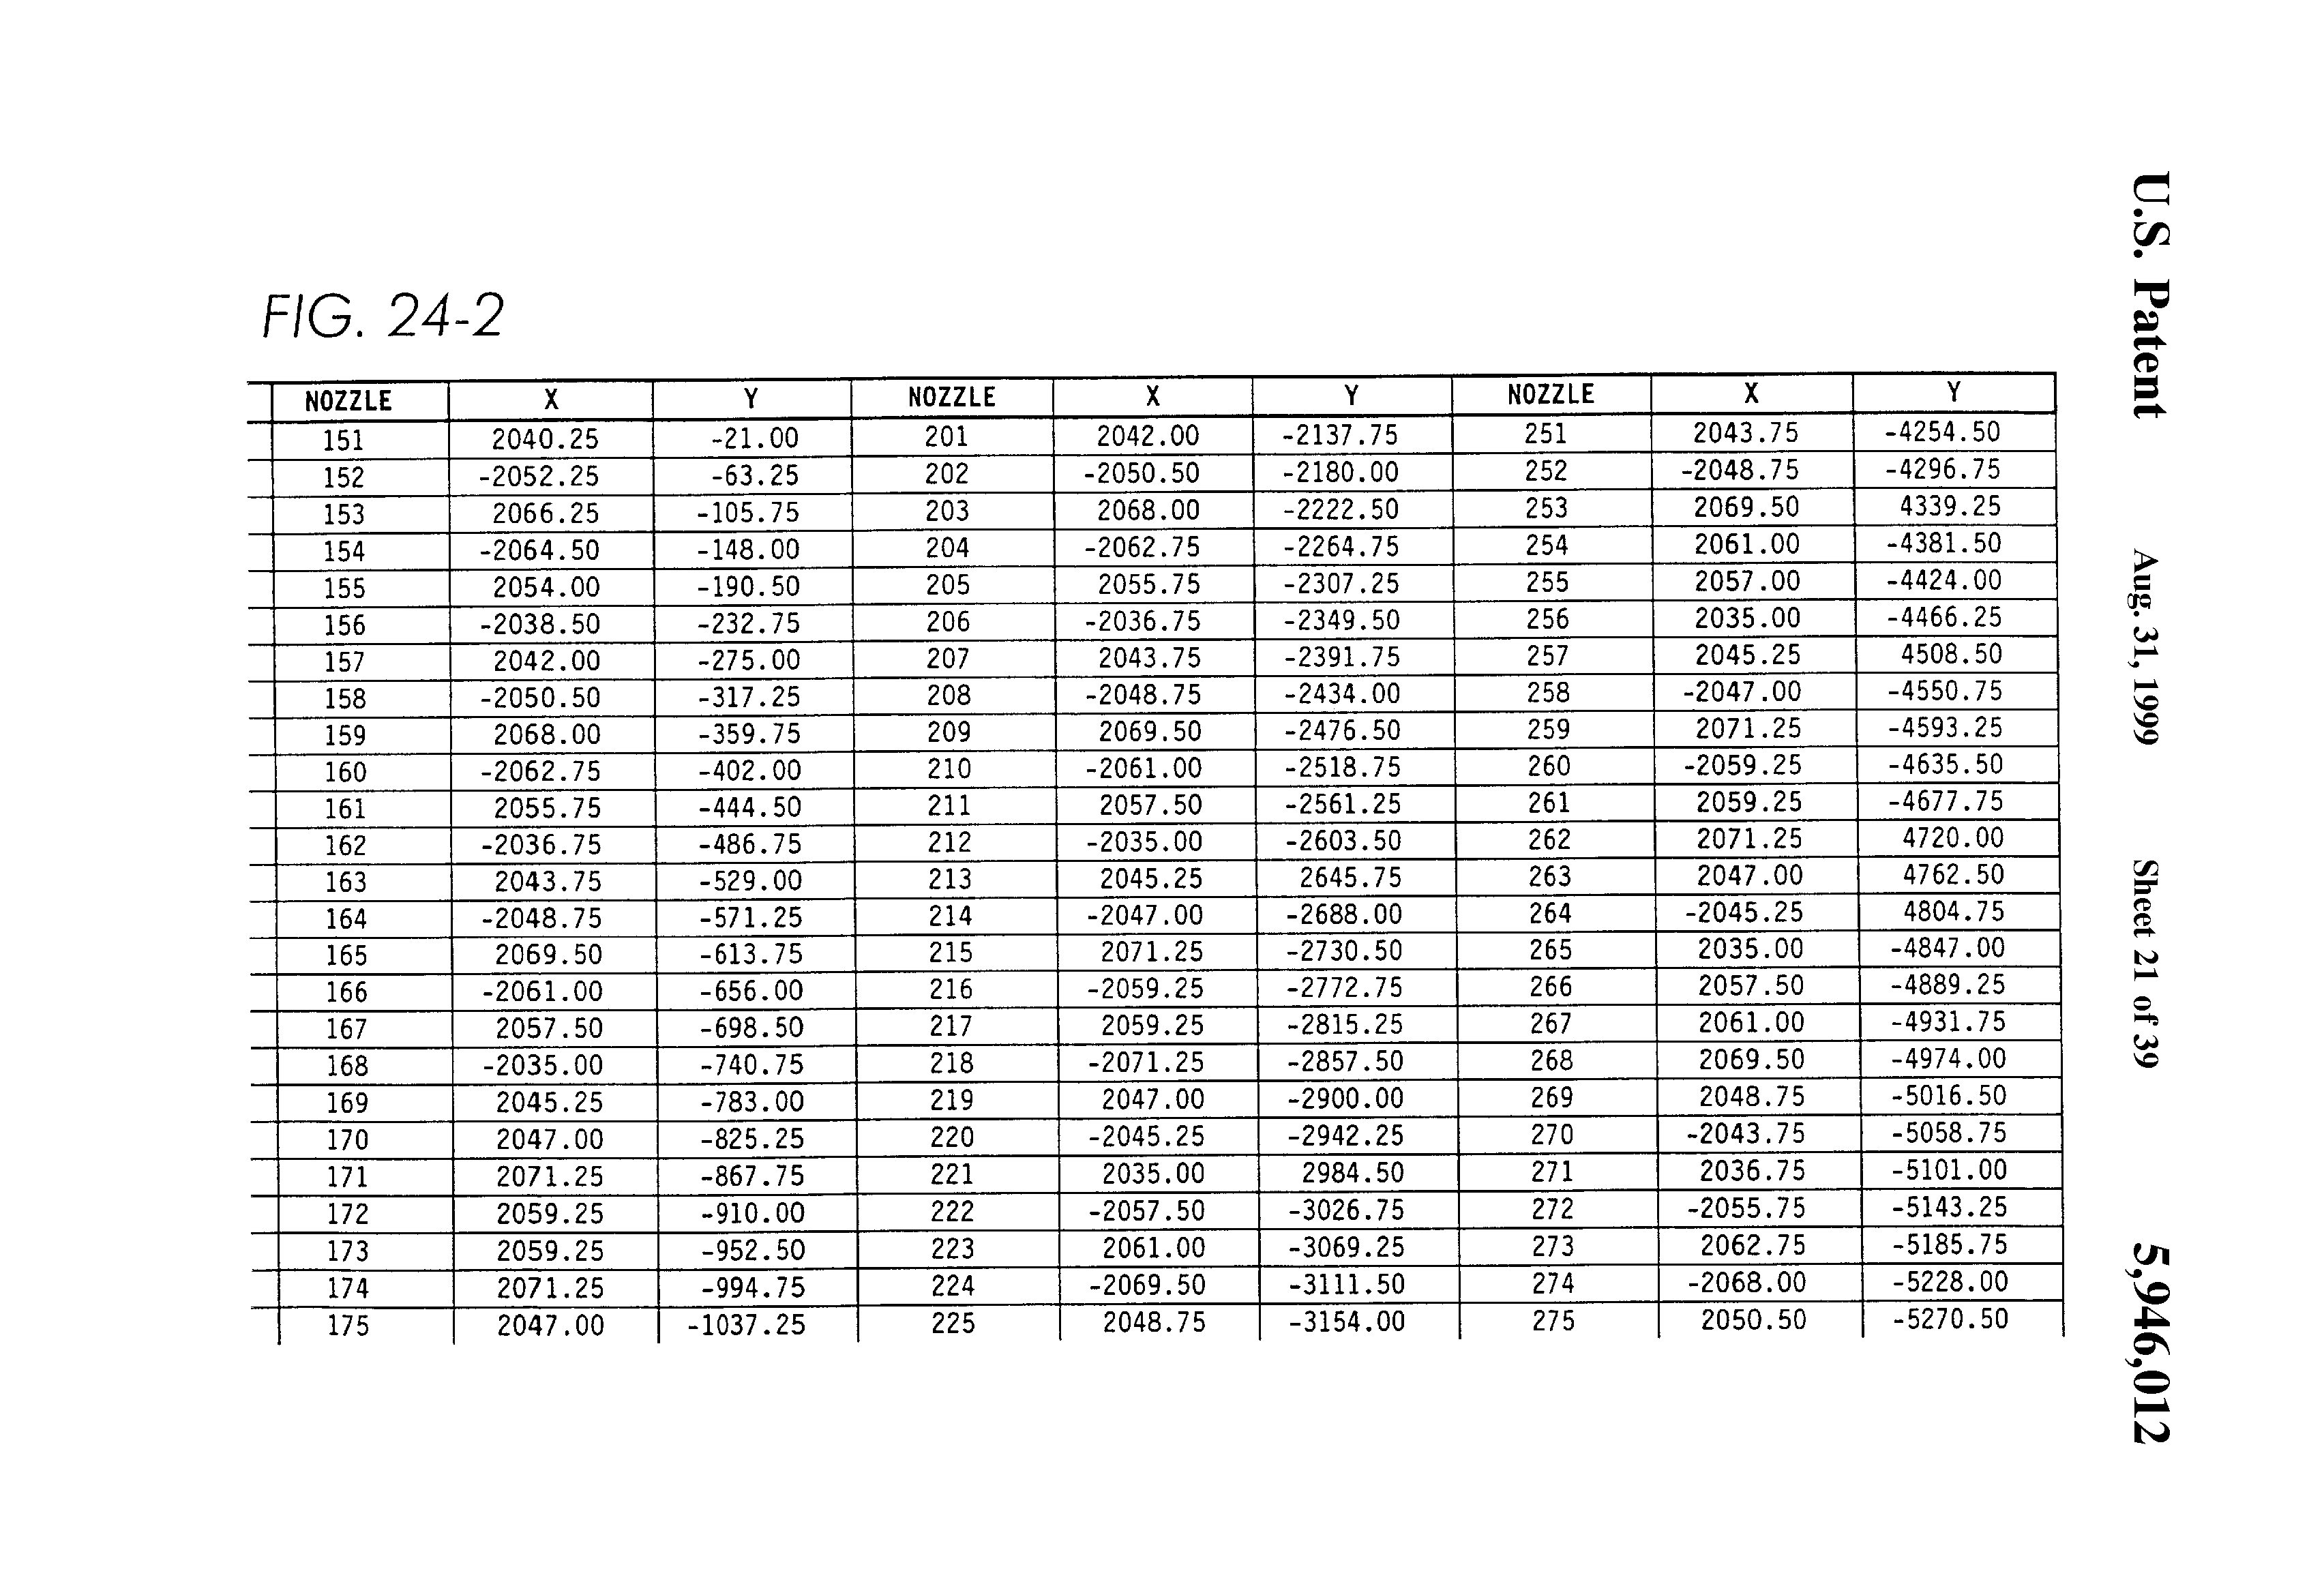 U.S. Patent Aug. 31, 1999 Sheet 21 of 39 5,946,012
FIG. 24-2
NOZZLE X Y NOZZLE X Y NOZZLE X Y
151 2040.25 -21.00 201 2042.00 -2137.75 251 2043.75 -4254.50
152 -2052.25 -63.25 202 -2050.50 -2180.00 252 -2048.75 -4296.75
153 2066.25 -105.75 203 2068.00 -2222.50 253 2069.50 4339.25
154 -2064.50 -148.00 204 -2062.75 -2264.75 254 2061.00 -4381.50
155 2054.00 -190.50 205 2055.75 -2307.25 255 2057.00 -4424.00
156 -2038.50 -232.75 206 -2036.75 -2349.50 256 2035.00 -4466.25
157 2042.00 -275.00 207 2043.75 -2391.75 257 2045.25 4508.50
158 -2050.50 -317.25 208 -2048.75 -2434.00 258 -2047.00 -4550.75
159 2068.00 -359.75 209 2069.50 -2476.50 259 2071.25 -4593.25
160 -2062.75 -402.00 210 -2061.00 -2518.75 260 -2059.25 -4635.50
161 2055.75 -444.50 211 2057.50 -2561.25 261 2059.25 -4677.75
162 -2036.75 -486.75 212 -2035.00 -2603.50 262 2071.25 4720.00
163 2043.75 -529.00 213 2045.25 2645.75 263 2047.00 4762.50
164 -2048.75 -571.25 214 -2047.00 -2688.00 264 -2045.25 4804.75
165 2069.50 -613.75 215 2071.25 -2730.50 265 2035.00 -4847.00
166 -2061.00 -656.00 216 -2059.25 -2772.75 266 2057.50 -4889.25
167 2057.50 -698.50 217 2059.25 -2815.25 267 2061.00 -4931.75
168 -2035.00 -740.75 218 -2071.25 -2857.50 268 2069.50 -4974.00
169 2045.25 -783.00 219 2047.00 -2900.00 269 2048.75 -5016.50
170 2047.00 -825.25 220 -2045.25 -2942.25 270 -2043.75 -5058.75
171 2071.25 -867.75 221 2035.00 2984.50 271 2036.75 -5101.00
172 2059.25 -910.00 222 -2057.50 -3026.75 272 -2055.75 -5143.25
173 2059.25 -952.50 223 2061.00 -3069.25 273 2062.75 -5185.75
174 2071.25 -994.75 224 -2069.50 -3111.50 274 -2068.00 -5228.00
175 2047.00 -1037.25 225 2048.75 -3154.00 275 2050.50 -5270.50